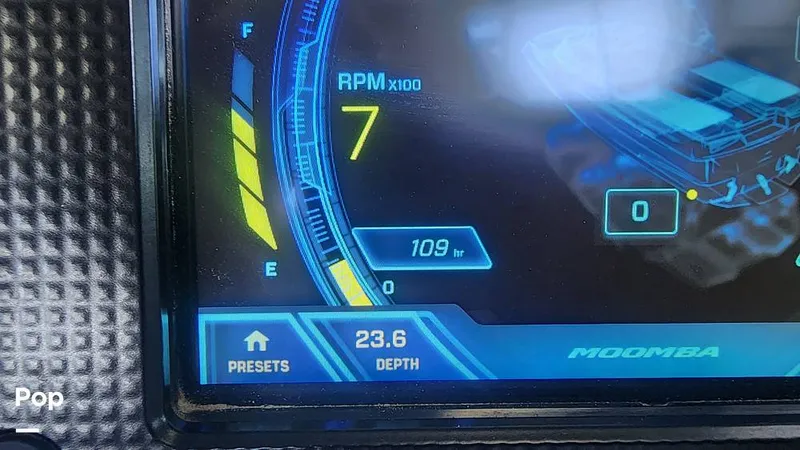 F
RPM x100
7
0
109 hr
E
0
23.6
PRESETS
DEPTH
MOOMBA
Pop